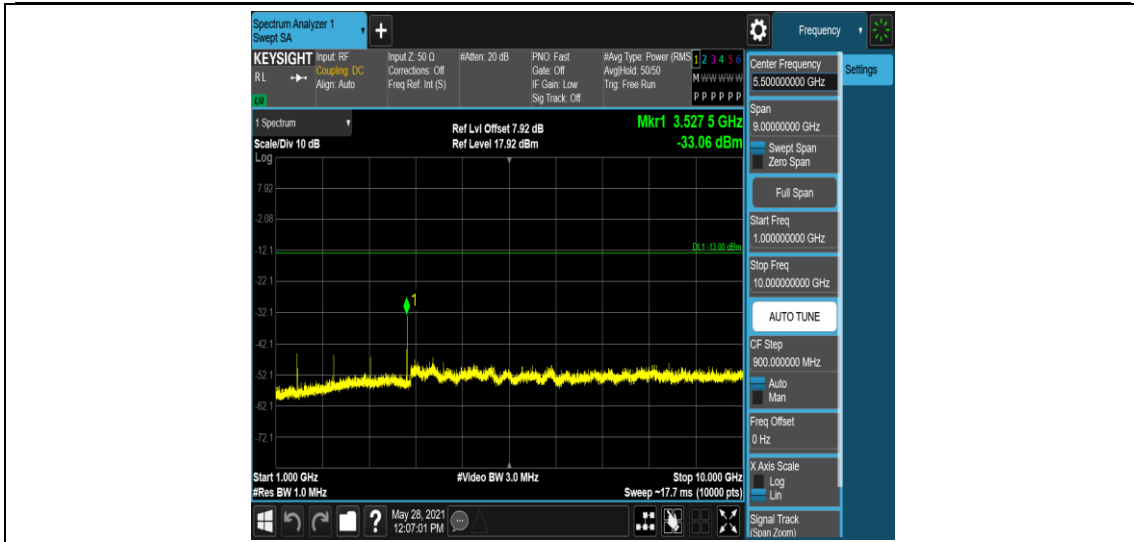 Spectrum Analyzer 1
Swept SA
+
Frequency
KEYSIGHT
RL
Input: RF
Coupling: DC
Align: Auto
Input Z: 50 Ω
Corrections: Off
Freq Ref: Int (S)
#Atten: 20 dB
PNO: Fast
Gate: Off
IF Gain: Low
Sig Track: Off
#Avg Type: Power (RMS
Avg|Hold: 50/50
Trig: Free Run
1 2 3 4 5 6
M W W W W W
P P P P P P
Center Frequency
5.50000000 GHz
Settings
Span
9.00000000 GHz
Swept Span
Zero Span
Full Span
Start Freq
1.000000000 GHz
Stop Freq
10.000000000 GHz
AUTO TUNE
CF Step
900.000000 MHz
Auto
Man
Freq Offset
0 Hz
X Axis Scale
Log
Lin
Signal Track
(Span Zoom)
1 Spectrum
Scale/Div 10 dB
Ref Lvl Offset 7.92 dB
Ref Level 17.92 dBm
Mkr1 3.527 5 GHz
-33.06 dBm
Log
7.92
-2.08
-12.1
DL1 -13.00 dBm
-22.1
-32.1
1
-42.1
-52.1
-62.1
-72.1
Start 1.000 GHz
#Res BW 1.0 MHz
#Video BW 3.0 MHz
Stop 10.000 GHz
Sweep ~17.7 ms (10000 pts)
?
May 28, 2021
12:07:01 PM